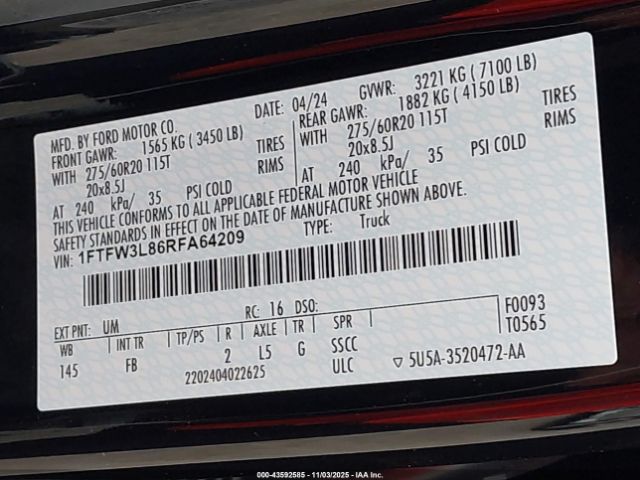 MFD. BY FORD MOTOR CO. DATE: 04/24 GVWR: 3221 KG ( 7100 LB)
FRONT GAWR: 1565 KG ( 3450 LB) REAR GAWR: 1882 KG ( 4150 LB)
WITH 275/60R20 115T TIRES WITH 275/60R20 115T TIRES
20x8.5J RIMS 20x8.5J RIMS
AT 240 kPa/ 35 PSI COLD AT 240 kPa/ 35 PSI COLD
THIS VEHICLE CONFORMS TO ALL APPLICABLE FEDERAL MOTOR VEHICLE
SAFETY STANDARDS IN EFFECT ON THE DATE OF MANUFACTURE SHOWN ABOVE.
VIN: 1FTFW3L86RFA64209 TYPE: Truck
EXT PNT: UM RC: 16 DSO: F0093
WB INT TR TP/PS R AXLE TR SPR T0565
145 FB 2 L5 G SSCC
2202404022625 ULC ▽ 5U5A-3520472-AA
000-43592585 - 11/03/2025 - IAA Inc.